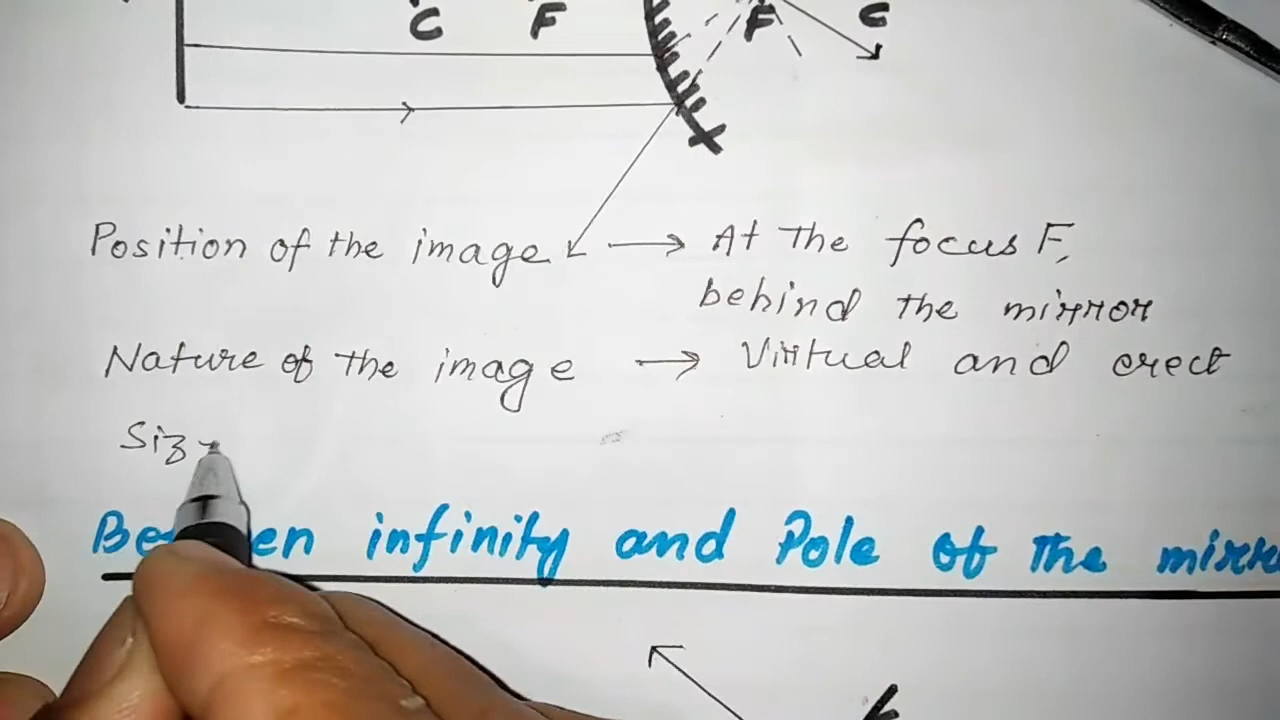 C F F C
Position of the image → At the focus F,
behind the mirror
Nature of the image → Virtual and erect
Siz
infinity and Pole of the